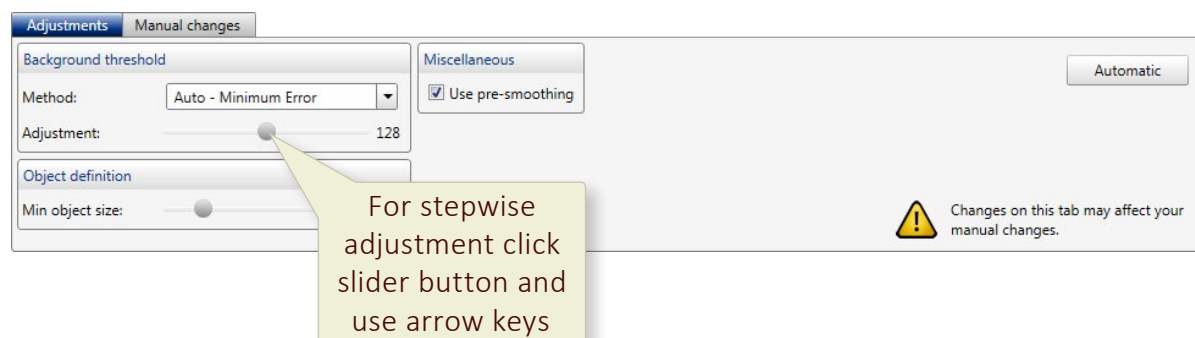 Adjustments Manual changes
Background threshold
Method: Auto - Minimum Error
Adjustment: 128
Object definition
Min object size:
Miscellaneous
Use pre-smoothing
Automatic
Changes on this tab may affect your
manual changes.
For stepwise
adjustment click
slider button and
use arrow keys